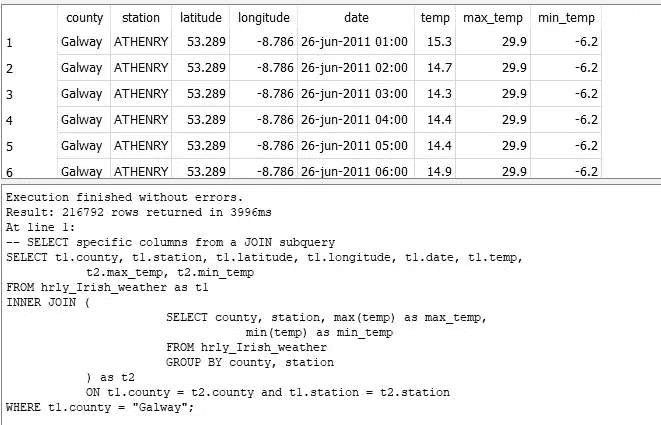 county station latitude longitude date temp max_temp min_temp
1 Galway ATHENRY 53.289 -8.786 26-jun-2011 01:00 15.3 29.9 -6.2
2 Galway ATHENRY 53.289 -8.786 26-jun-2011 02:00 14.7 29.9 -6.2
3 Galway ATHENRY 53.289 -8.786 26-jun-2011 03:00 14.3 29.9 -6.2
4 Galway ATHENRY 53.289 -8.786 26-jun-2011 04:00 14.4 29.9 -6.2
5 Galway ATHENRY 53.289 -8.786 26-jun-2011 05:00 14.4 29.9 -6.2
6 Galway ATHENRY 53.289 -8.786 26-jun-2011 06:00 14.9 29.9 -6.2
Execution finished without errors.
Result: 216792 rows returned in 3996ms
At line 1:
-- SELECT specific columns from a JOIN subquery
SELECT t1.county, t1.station, t1.latitude, t1.longitude, t1.date, t1.temp,
t2.max_temp, t2.min_temp
FROM hrly_Irish_weather as t1
INNER JOIN (
SELECT county, station, max(temp) as max_temp,
min(temp) as min_temp
FROM hrly_Irish_weather
GROUP BY county, station
) as t2
ON t1.county = t2.county and t1.station = t2.station
WHERE t1.county = "Galway";